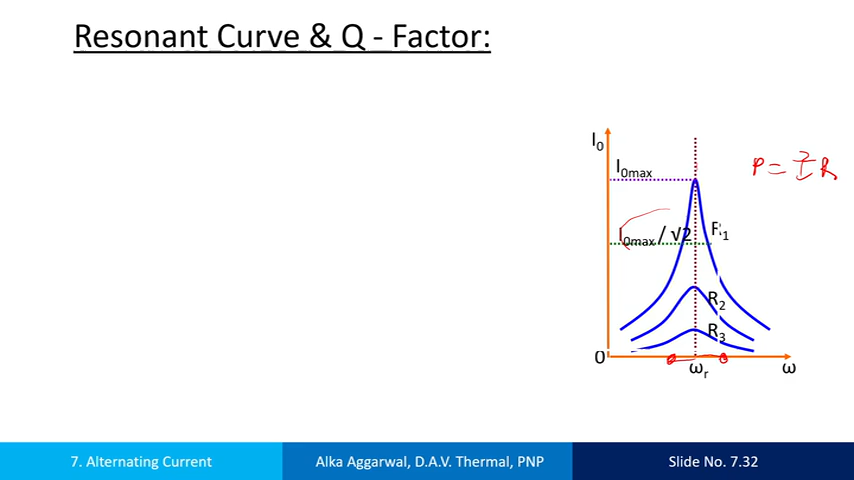 Resonant Curve & Q - Factor:
I0
I0max
P = I²R
I0max / √2
R1
R2
R3
0
ωr
ω
7. Alternating Current
Alka Aggarwal, D.A.V. Thermal, PNP
Slide No. 7.32